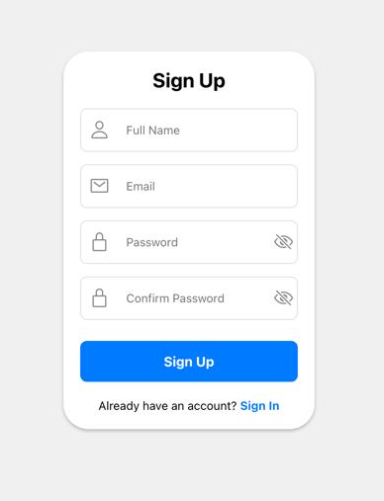 Sign Up
Full Name
Email
Password
Confirm Password
Sign Up
Already have an account? Sign In